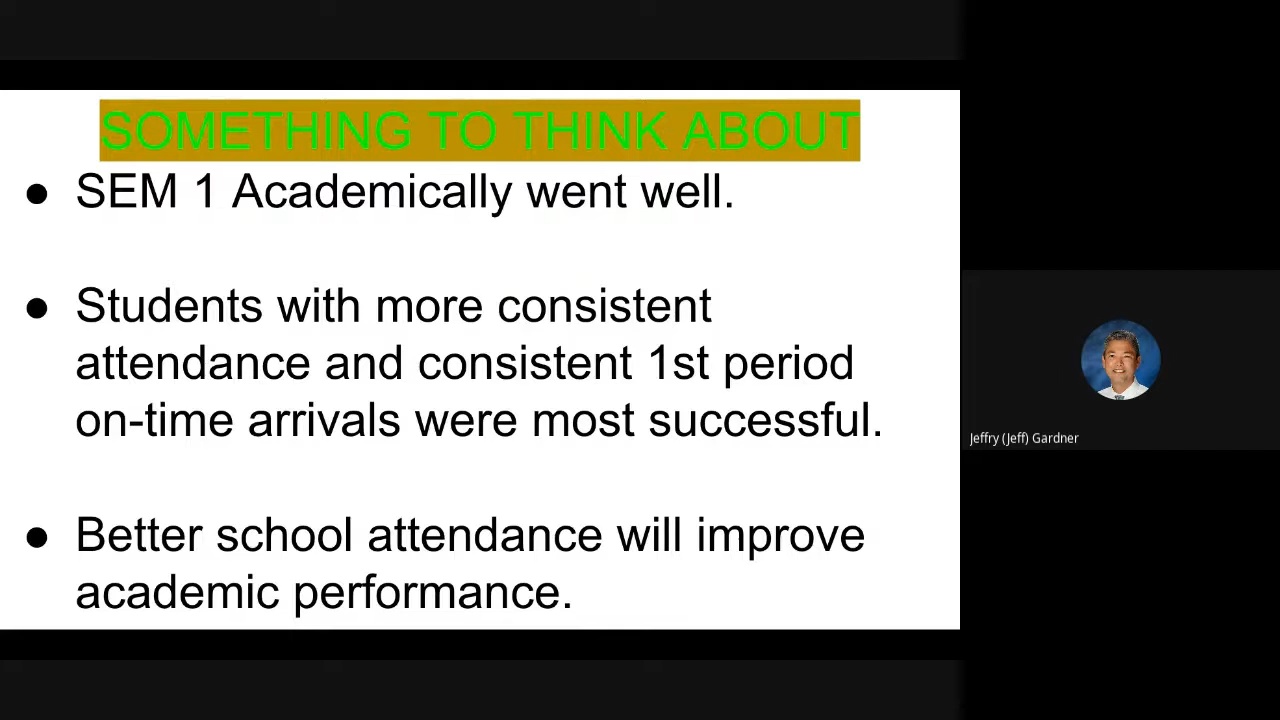 SOMETHING TO THINK ABOUT
● SEM 1 Academically went well.
● Students with more consistent
attendance and consistent 1st period
on-time arrivals were most successful.
● Better school attendance will improve
academic performance.
Jeffry (Jeff) Gardner